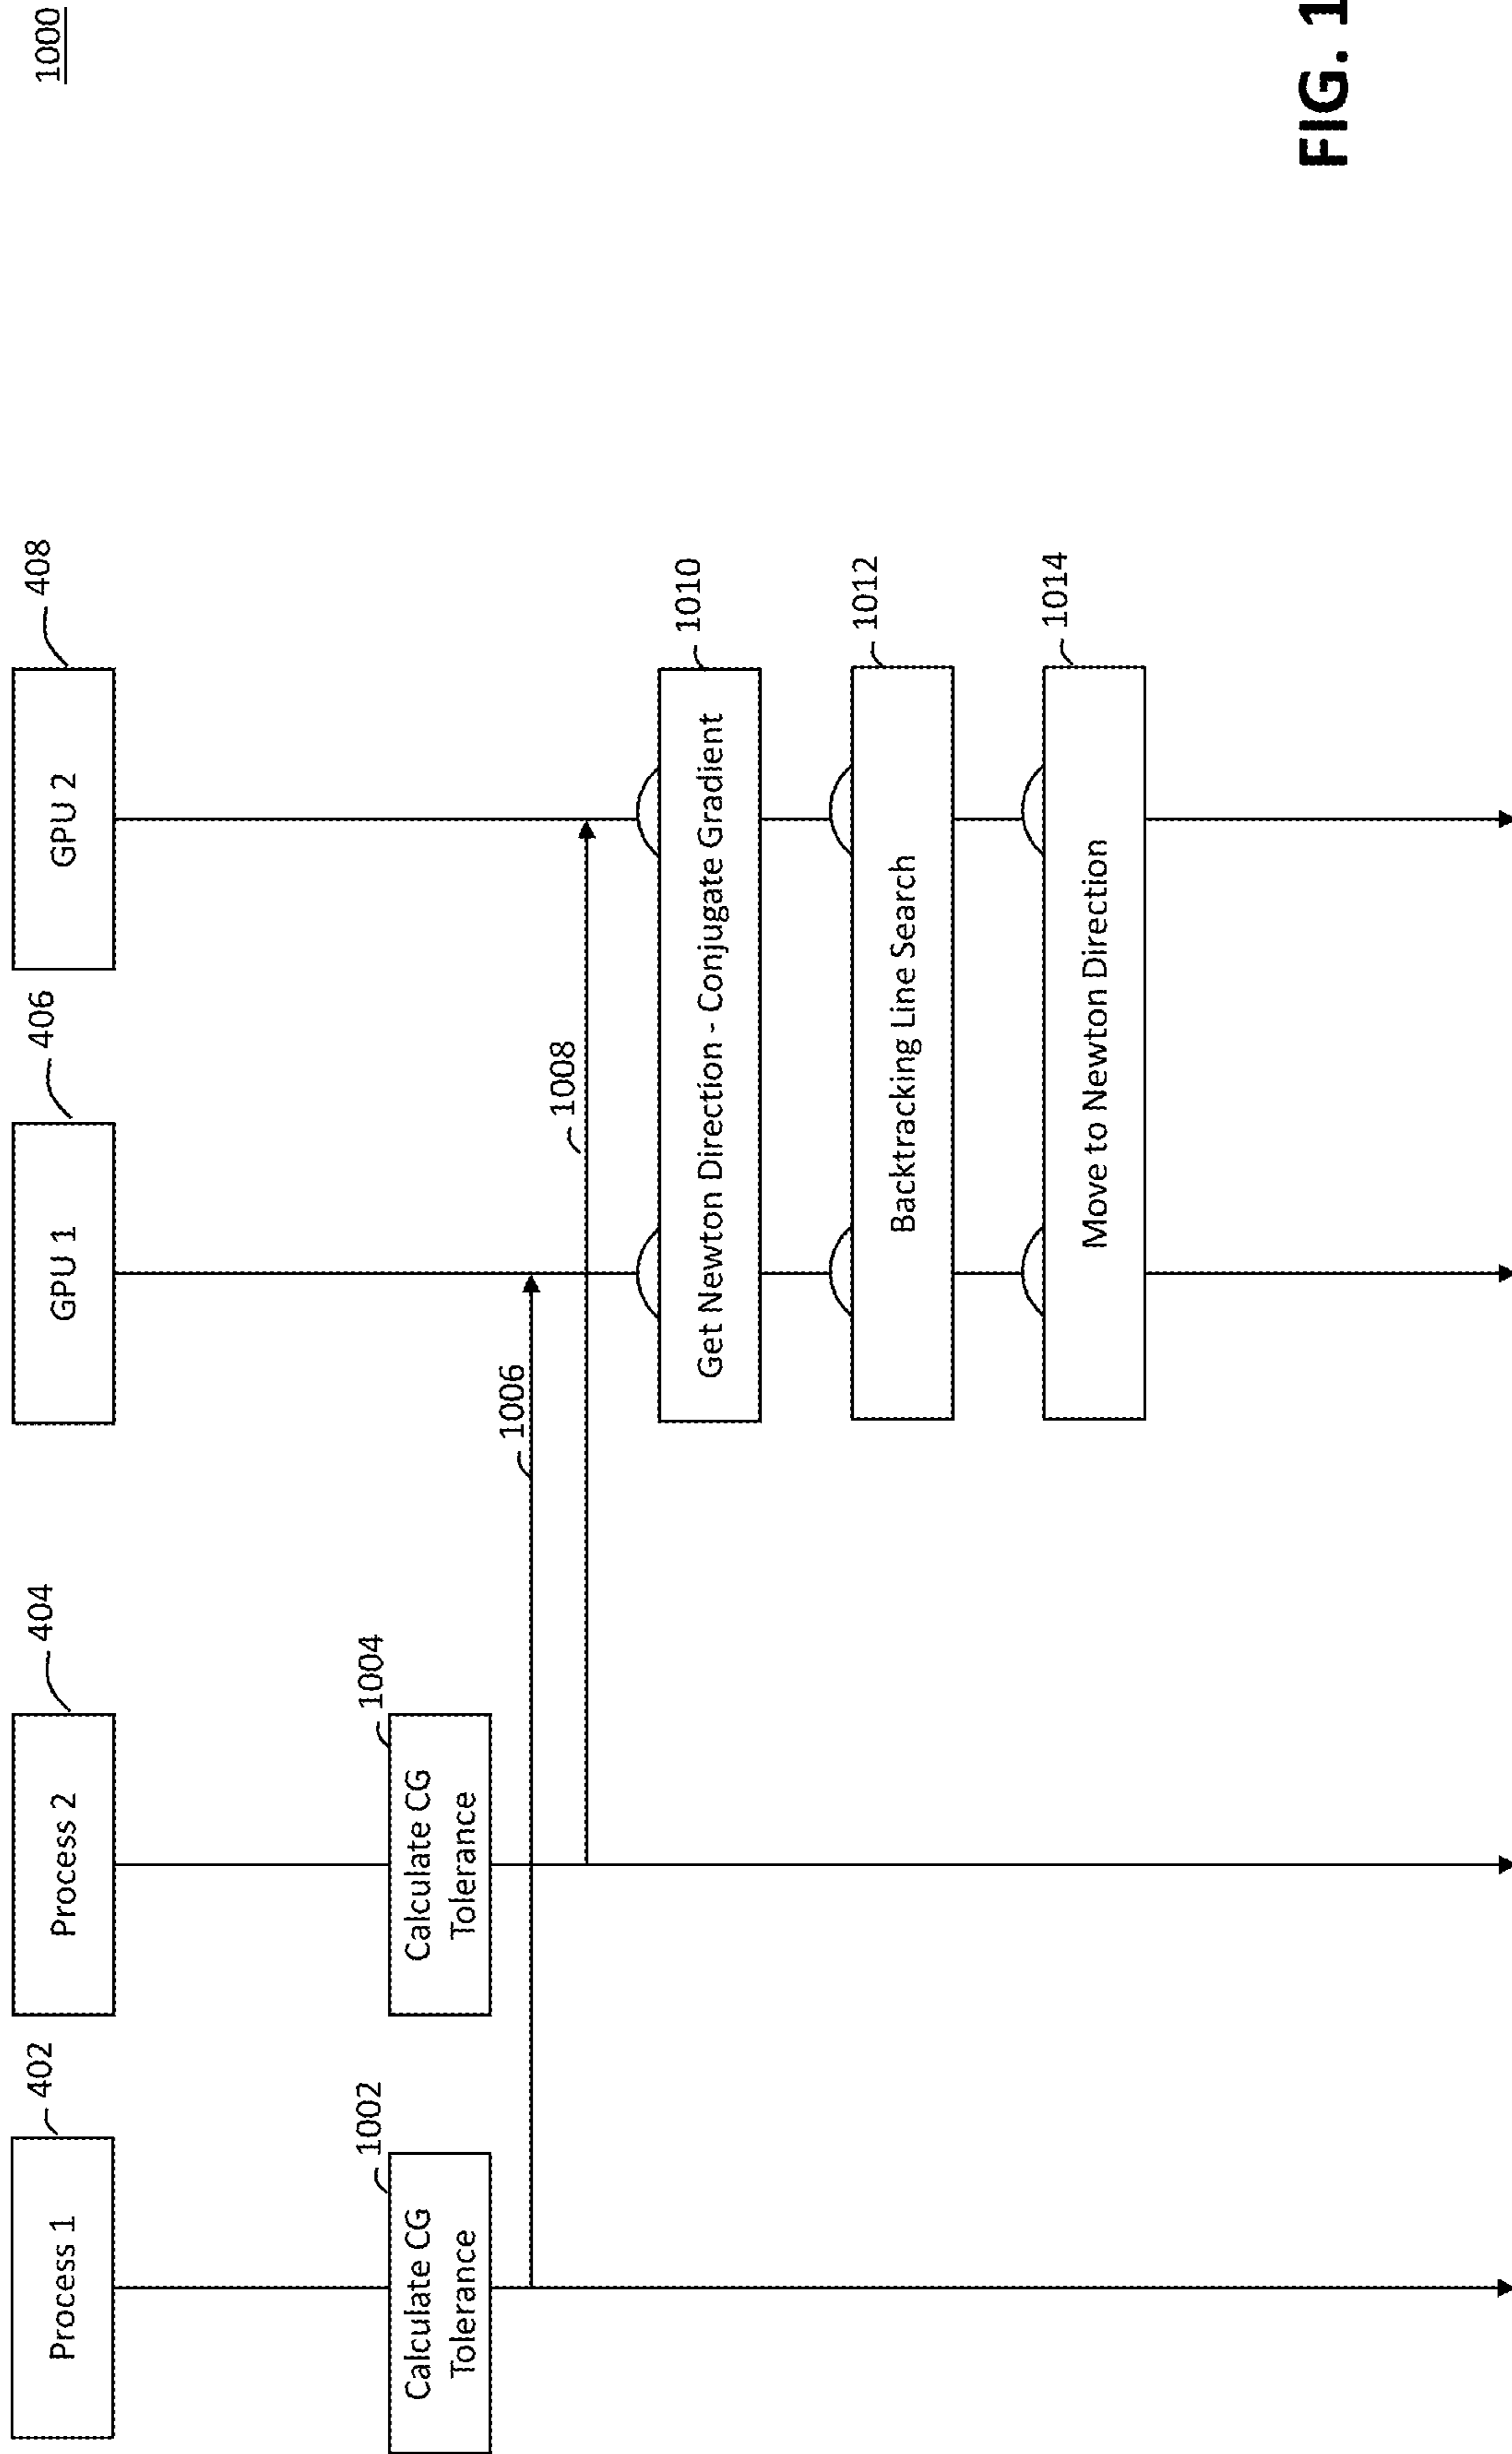 1000
Process 1
402
Process 2
404
GPU 1
406
GPU 2
408
1002
Calculate CG
Tolerance
1004
Calculate CG
Tolerance
1006
1008
Get Newton Direction - Conjugate Gradient
1010
Backtracking Line Search
1012
Move to Newton Direction
1014
FIG. 1